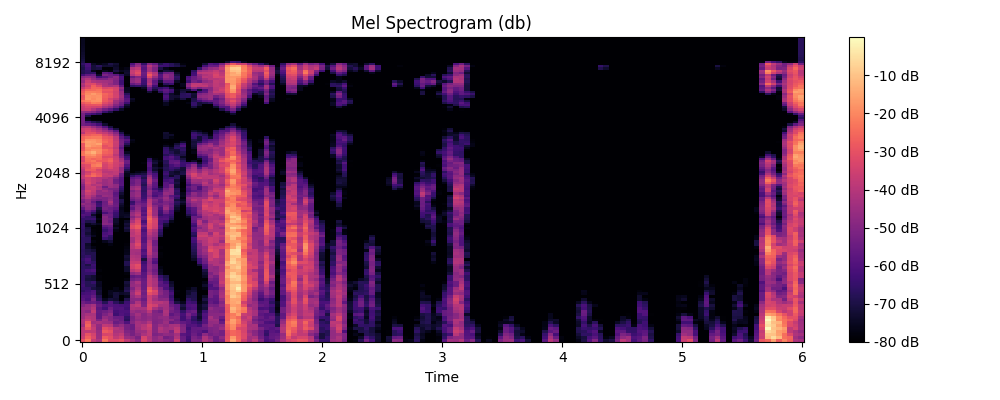 Mel Spectrogram (db)
Hz
8192
4096
2048
1024
512
0
0 1 2 3 4 5 6
Time
-10 dB
-20 dB
-30 dB
-40 dB
-50 dB
-60 dB
-70 dB
-80 dB